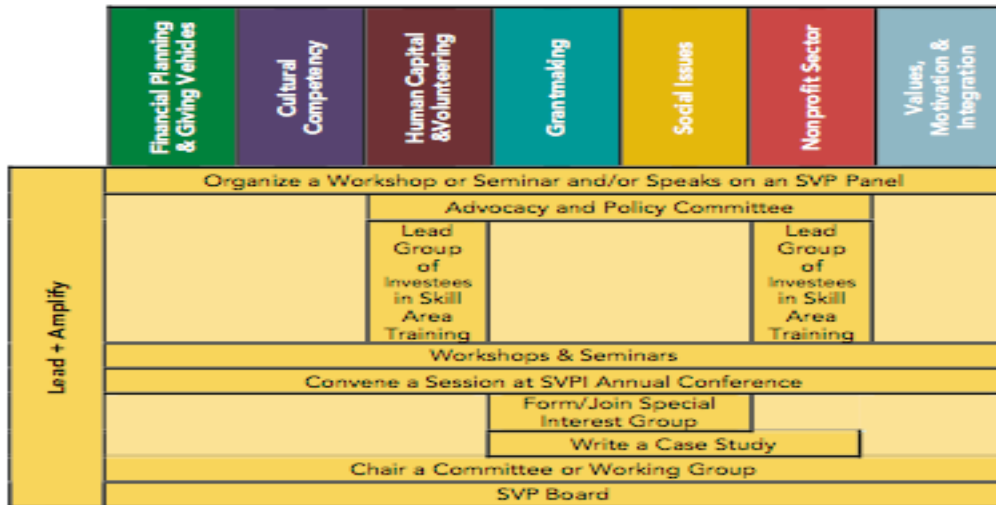 Financial Planning
& Giving Vehicles
Cultural
Competency
Human Capital
&Volunteering
Grantmaking
Social Issues
Nonprofit Sector
Values,
Motivation &
Integration
Lead + Amplify
Organize a Workshop or Seminar and/or Speaks on an SVP Panel
Advocacy and Policy Committee
Lead
Group
of
Investees
in Skill
Area
Training
Lead
Group
of
Investees
in Skill
Area
Training
Workshops & Seminars
Convene a Session at SVPI Annual Conference
Form/Join Special
Interest Group
Write a Case Study
Chair a Committee or Working Group
SVP Board